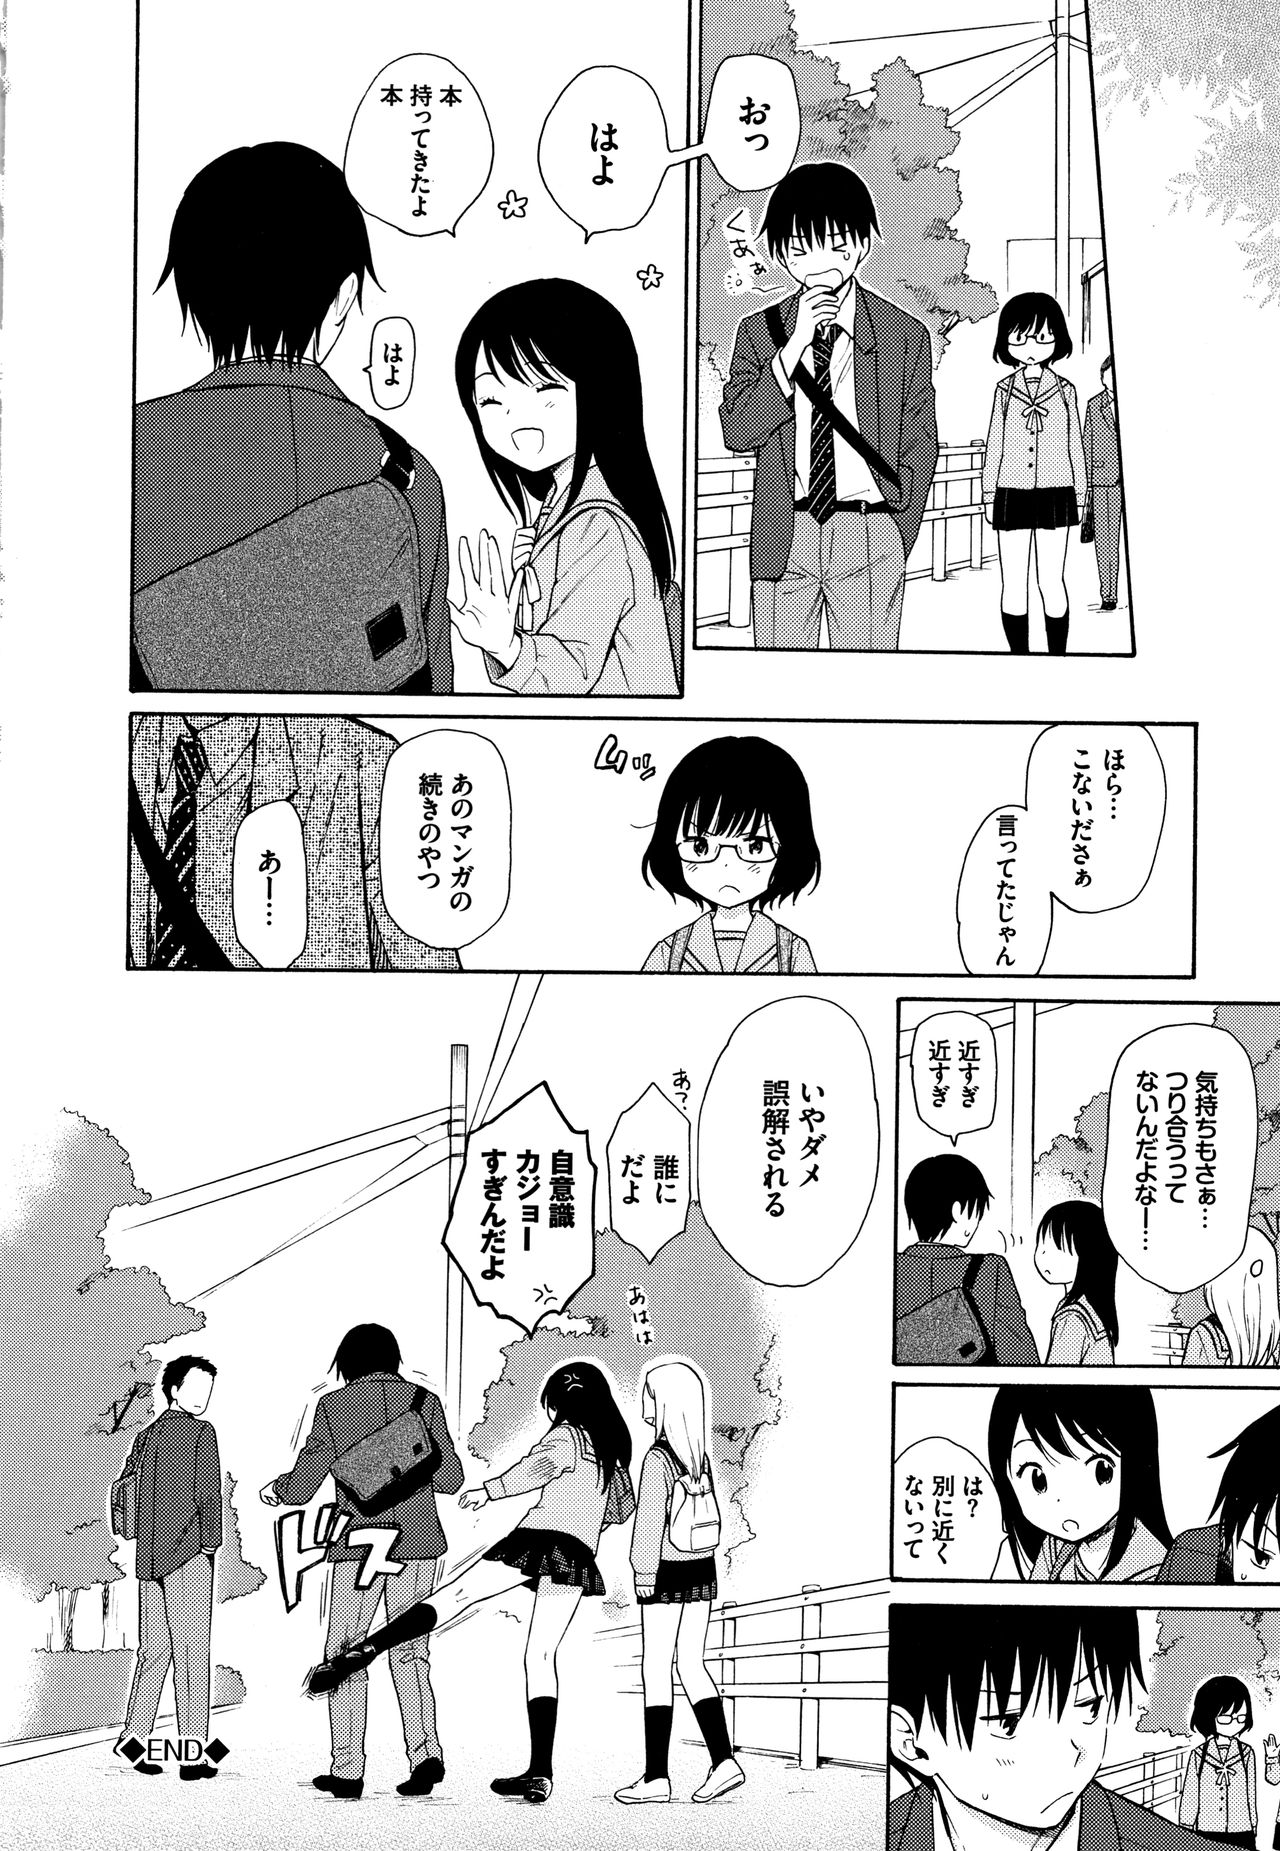 おっ
くあぁ
はよ
本
持ってきたよ
本
はよ
ほら…
こないださぁ
言ってたじゃん
ムッ
あのマンガの
続きのやつ
あー…
気持ちもさぁ…
つり合うって
ないんだよなー…
近すぎ
近すぎ
は?
別に近く
ないって
いやダメ
誤解される
あ?
誰に
だよ
自意識
カジョー
すぎんだよ
あはは
ドス
◆END◆